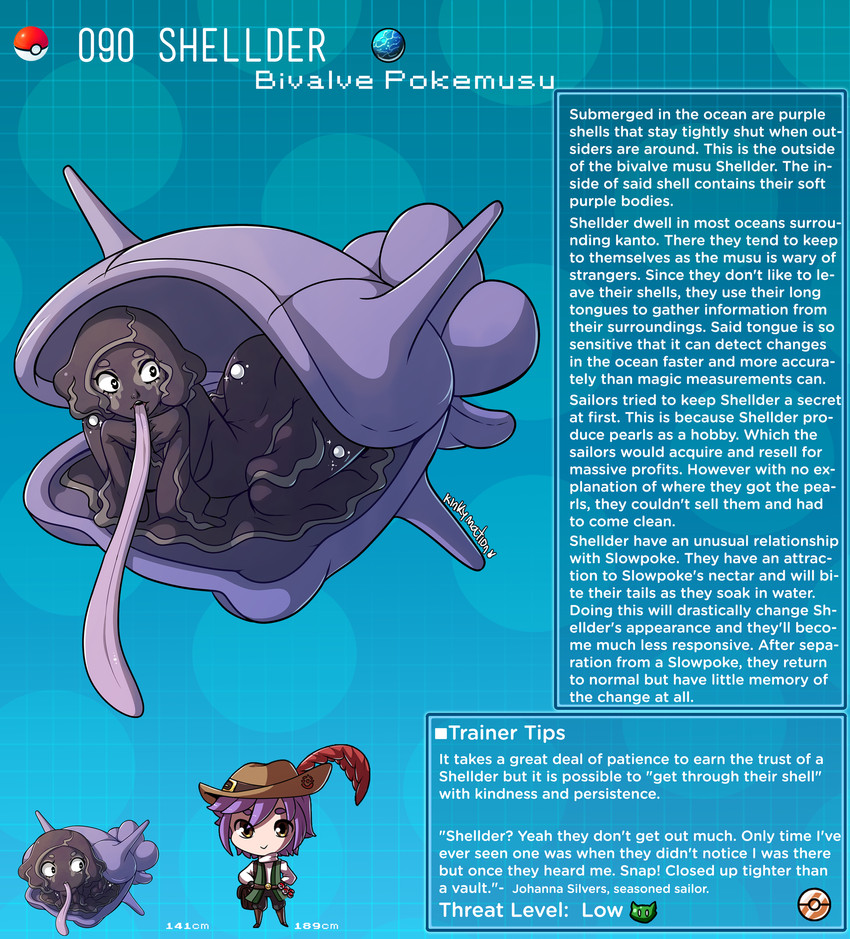 090 SHELLDER
Bivalve Pokemusu
Submerged in the ocean are purple
shells that stay tightly shut when out-
siders are around. This is the outside
of the bivalve musu Shellder. The in-
side of said shell contains their soft
purple bodies.
Shellder dwell in most oceans surrou-
nding kanto. There they tend to keep
to themselves as the musu is wary of
strangers. Since they don't like to le-
ave their shells, they use their long
tongues to gather information from
their surroundings. Said tongue is so
sensitive that it can detect changes
in the ocean faster and more accura-
tely than magic measurements can.
Sailors tried to keep Shellder a secret
at first. This is because Shellder pro-
duce pearls as a hobby. Which the
sailors would acquire and resell for
massive profits. However with no ex-
planation of where they got the pea-
rls, they couldn't sell them and had
to come clean.
Shellder have an unusual relationship
with Slowpoke. They have an attrac-
tion to Slowpoke's nectar and will bi-
te their tails as they soak in water.
Doing this will drastically change Sh-
ellder's appearance and they'll beco-
me much less responsive. After sepa-
ration from a Slowpoke, they return
to normal but have little memory of
the change at all.
kinkymation
■Trainer Tips
It takes a great deal of patience to earn the trust of a
Shellder but it is possible to "get through their shell"
with kindness and persistence.
"Shellder? Yeah they don't get out much. Only time I've
ever seen one was when they didn't notice I was there
but once they heard me. Snap! Closed up tighter than
a vault."- Johanna Silvers, seasoned sailor.
Threat Level: Low
141cm
189cm